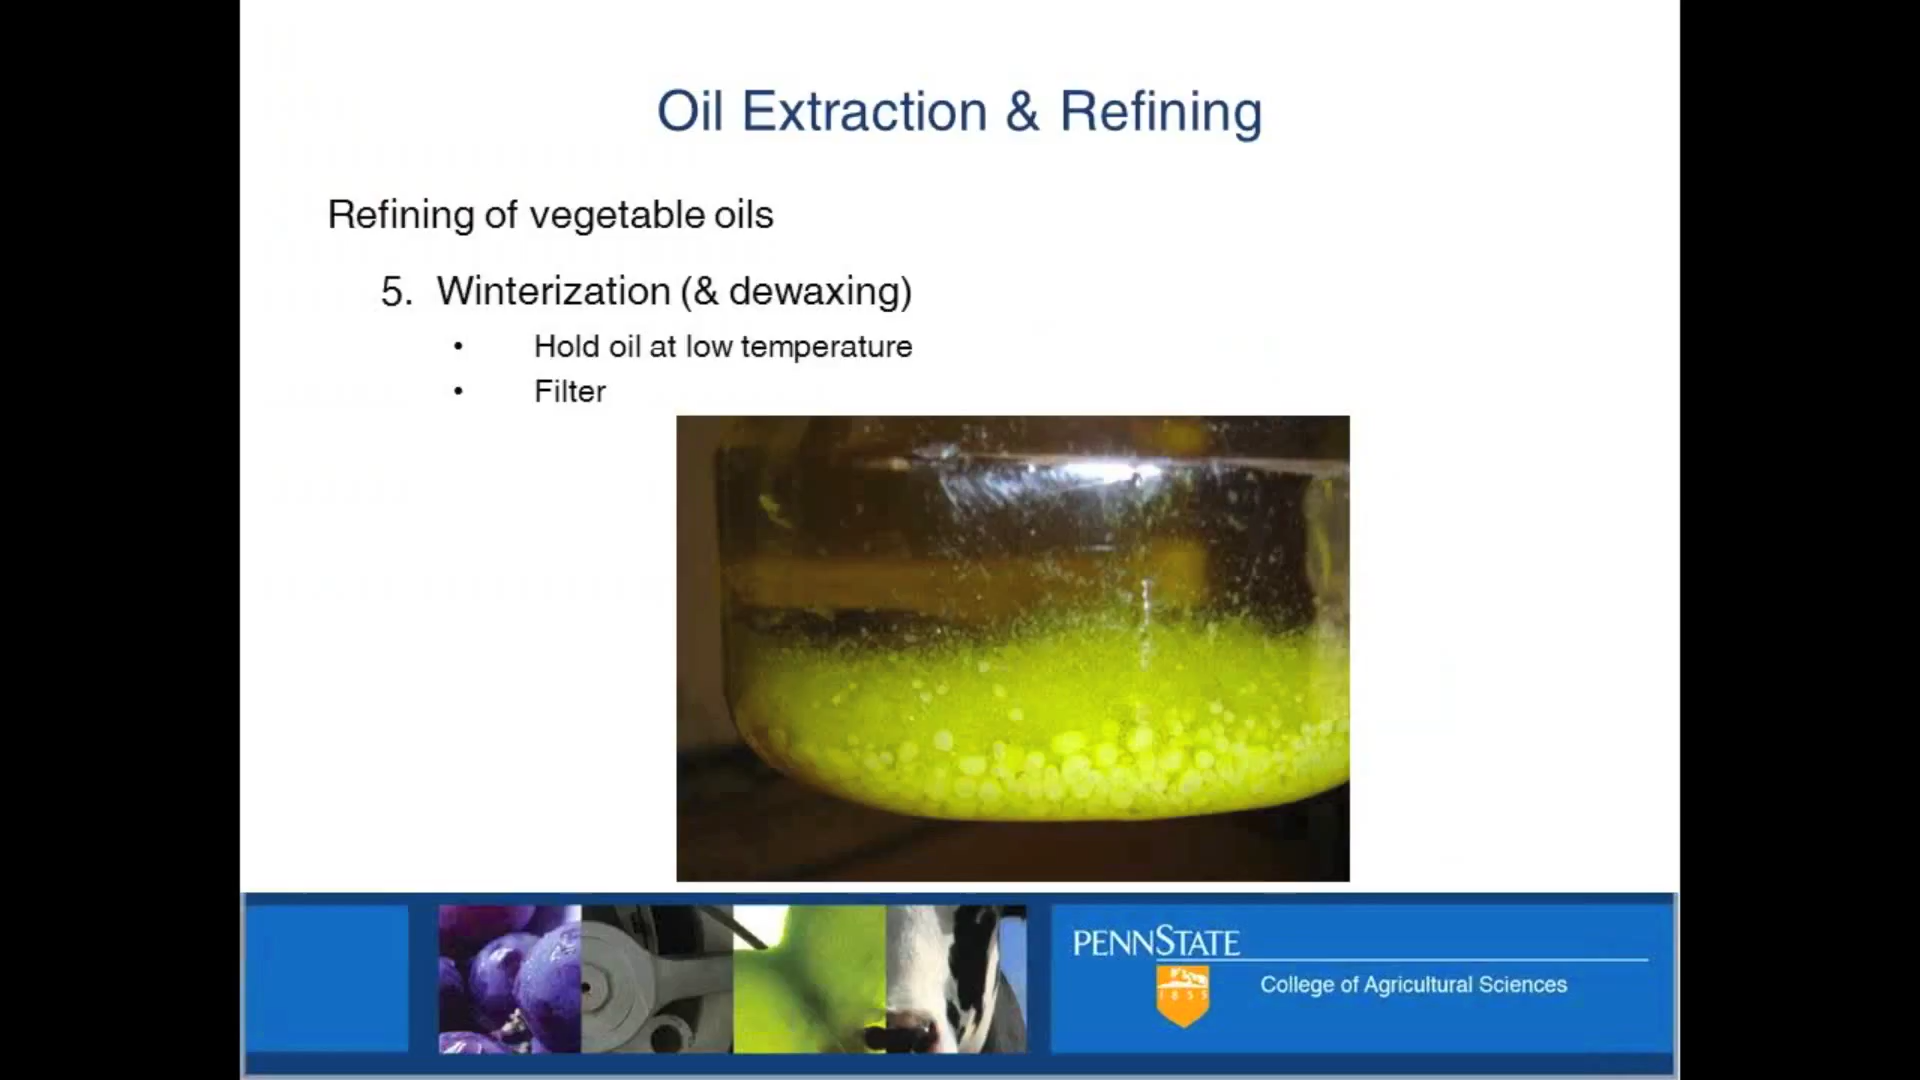 Oil Extraction & Refining
Refining of vegetable oils
5. Winterization (& dewaxing)
• Hold oil at low temperature
• Filter
PENNSTATE
1855
College of Agricultural Sciences